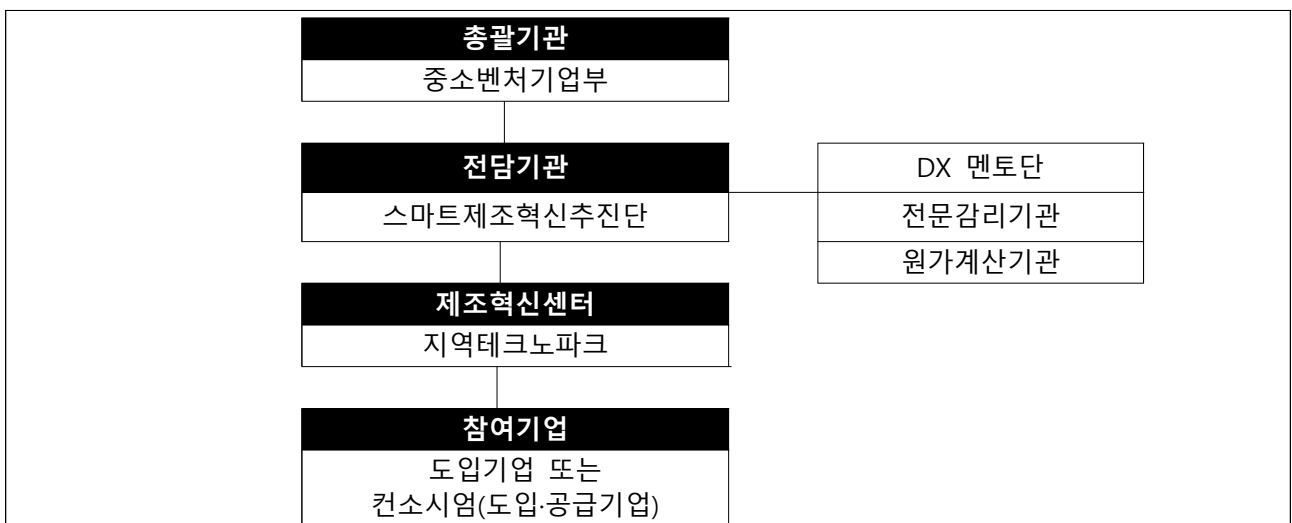 총괄기관
중소벤처기업부
전담기관
스마트제조혁신추진단
DX 멘토단
전문감리기관
원가계산기관
제조혁신센터
지역테크노파크
참여기업
도입기업 또는
컨소시엄(도입·공급기업)